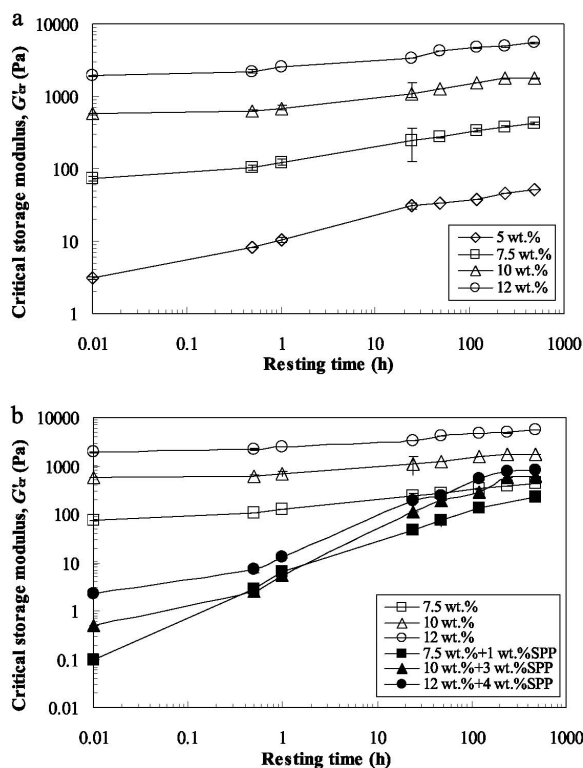 a
10000
1000
100
10
1
Critical storage modulus, G'cr (Pa)
5 wt.%
7.5 wt.%
10 wt.%
12 wt.%
0.01 0.1 1 10 100 1000
Resting time (h)
b
10000
1000
100
10
1
0.1
0.01
Critical storage modulus, G'cr (Pa)
7.5 wt.%
10 wt.%
12 wt.%
7.5 wt.%+1 wt.%SPP
10 wt.%+3 wt.%SPP
12 wt.%+4 wt.%SPP
0.01 0.1 1 10 100 1000
Resting time (h)